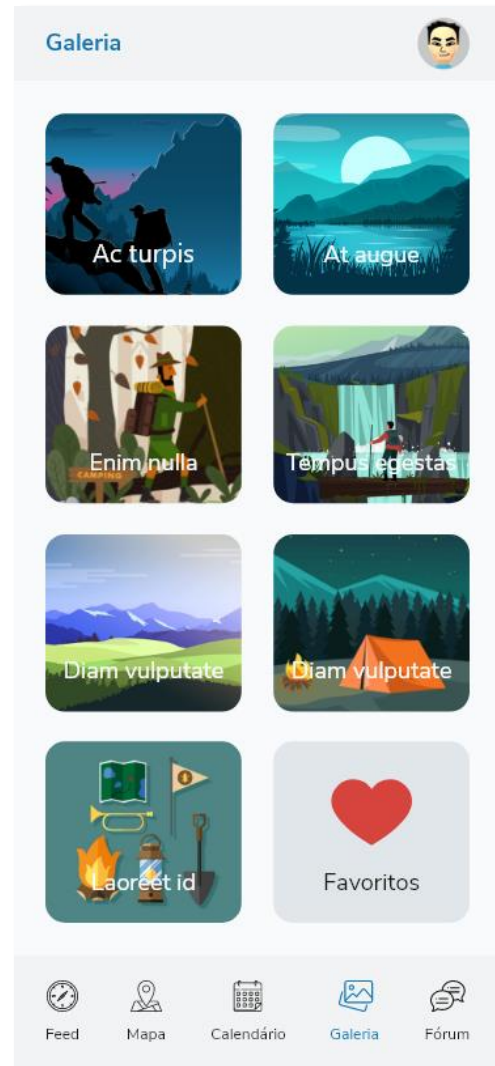 Galeria
Ac turpis
At augue
Enim nulla
CAMPING
Tempus egestas
Diam vulputate
Diam vulputate
Laoreet id
Favoritos
Feed
Mapa
Calendário
Galeria
Fórum